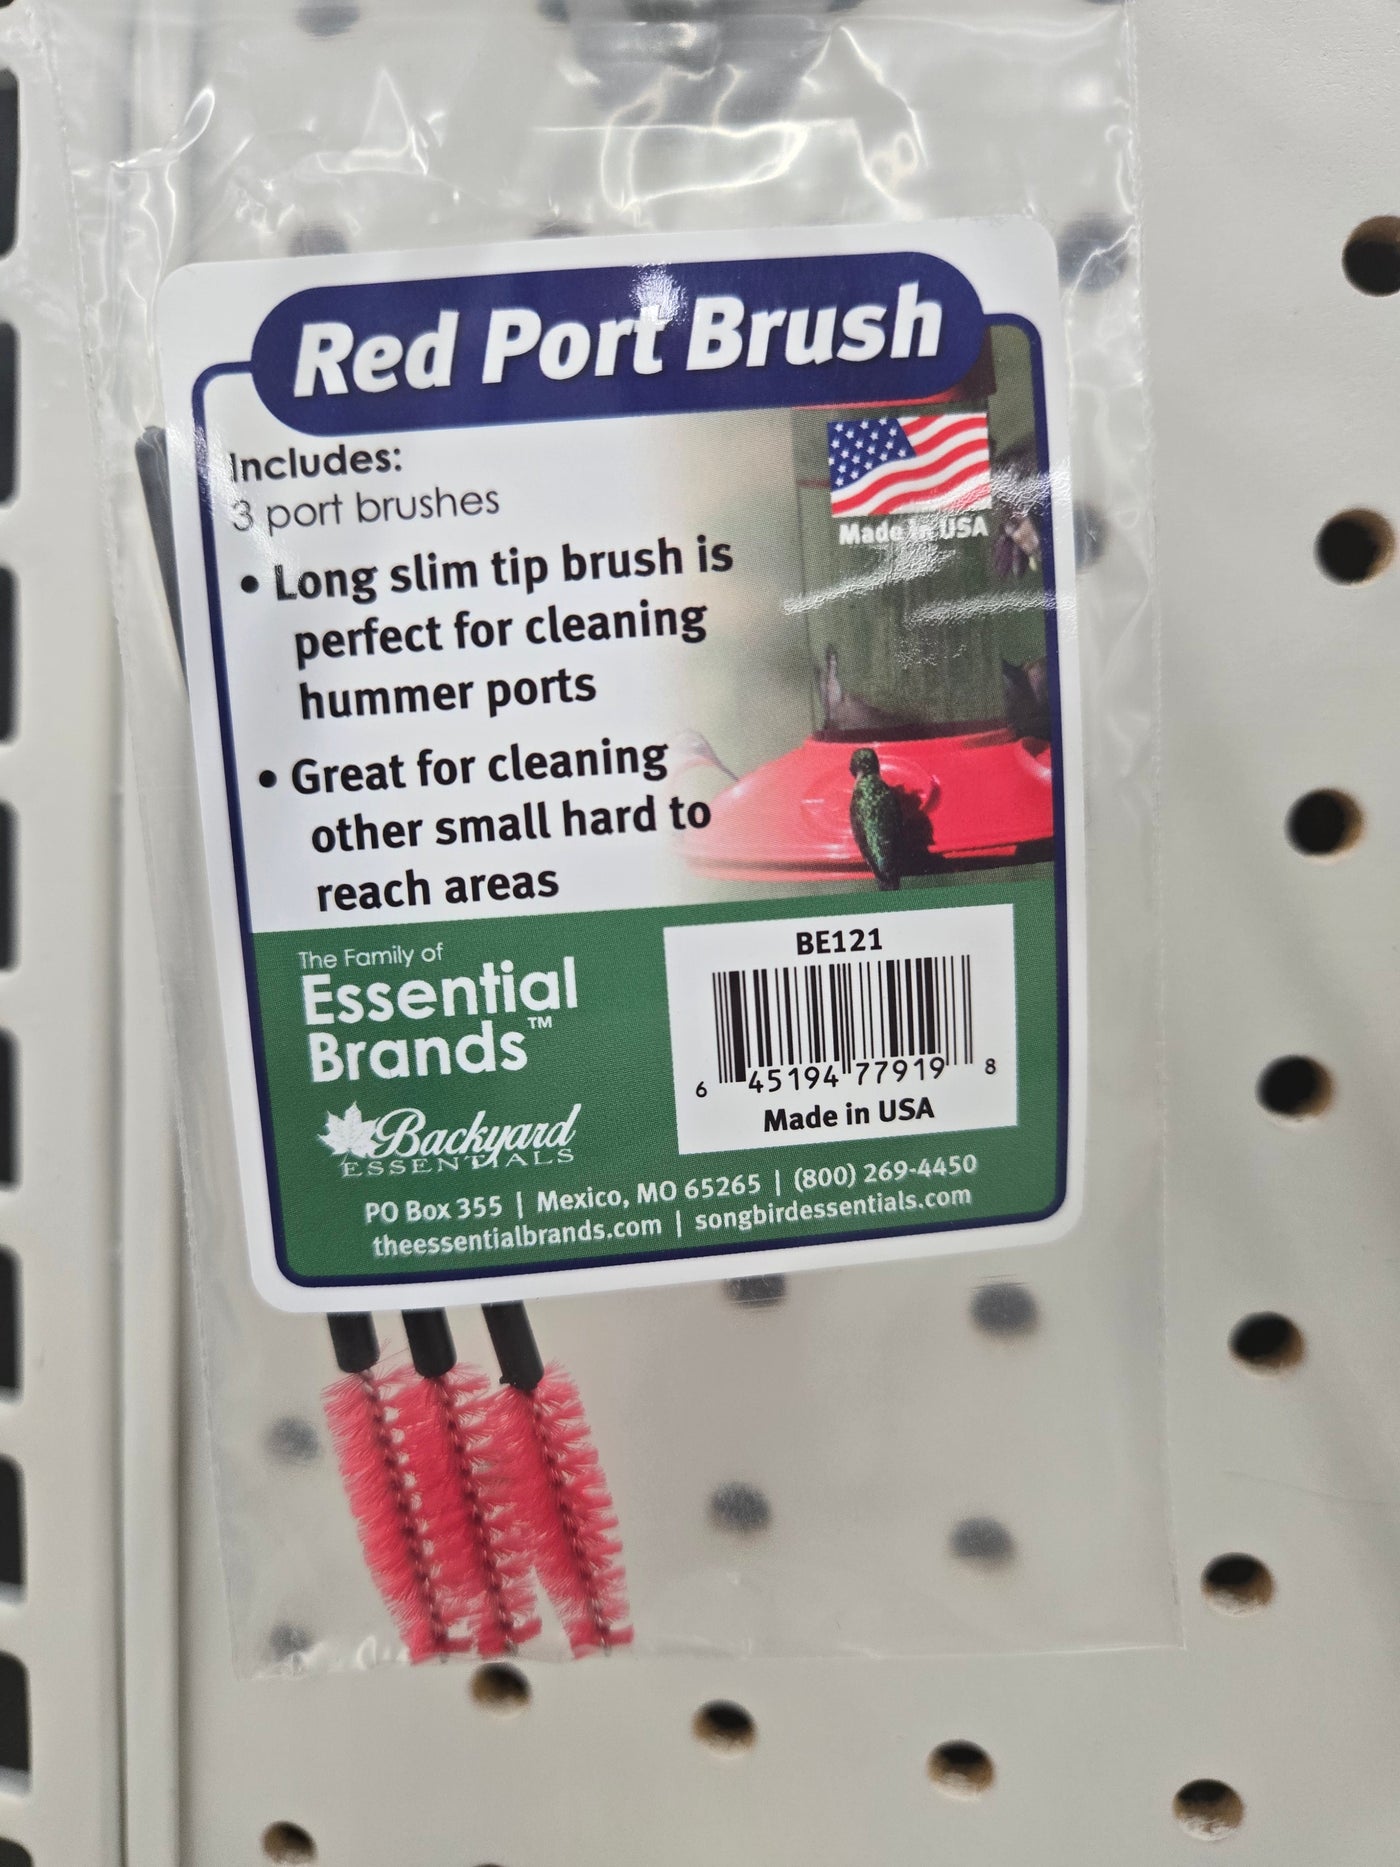 Red Port Brush
Includes:
3 port brushes
• Long slim tip brush is
perfect for cleaning
hummer ports
• Great for cleaning
other small hard to
reach areas
Made in USA
The Family of
Essential
Brands™
Backyard
ESSENTIALS
BE121
6 45194 77919 8
Made in USA
PO Box 355 | Mexico, MO 65265 | (800) 269-4450
theessentialbrands.com | songbirdessentials.com